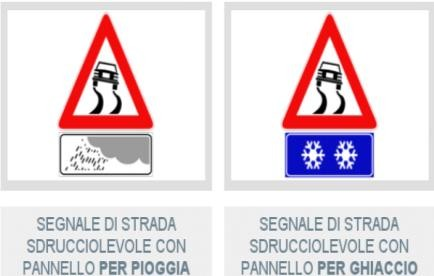 SEGNALE DI STRADA
SDRUCCIOLEVOLE CON
PANNELLO PER PIOGGIA
SEGNALE DI STRADA
SDRUCCIOLEVOLE CON
PANNELLO PER GHIACCIO